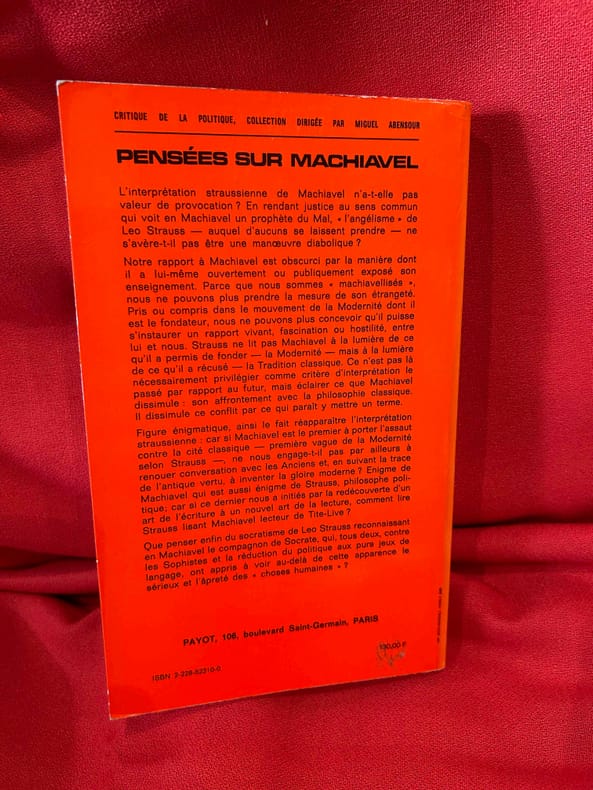 CRITIQUE DE LA POLITIQUE, COLLECTION DIRIGÉE PAR MIGUEL ABENSOUR
PENSÉES SUR MACHIAVEL
L'interprétation straussienne de Machiavel n'a-t-elle pas
valeur de provocation ? En rendant justice au sens commun
qui voit en Machiavel un prophète du Mal, « l'angélisme » de
Leo Strauss — auquel d'aucuns se laissent prendre — ne
s'avère-t-il pas être une manœuvre diabolique ?
Notre rapport à Machiavel est obscurci par la manière dont
il a lui-même ouvertement ou publiquement exposé son
enseignement. Parce que nous sommes « machiavellisés »,
nous ne pouvons plus prendre la mesure de son étrangeté.
Pris ou compris dans le mouvement de la Modernité dont il
est le fondateur, nous ne pouvons plus concevoir qu'il puisse
s'instaurer un rapport vivant, fascination ou hostilité, entre
lui et nous. Strauss ne lit pas Machiavel à la lumière de ce
qu'il a permis de fonder — la Modernité — mais à la lumière
de ce qu'il a récusé — la Tradition classique. Ce n'est pas là
nécessairement privilégier comme critère d'interprétation le
passé par rapport au futur, mais éclairer ce que Machiavel
dissimule : son affrontement avec la philosophie classique.
Il dissimule ce conflit par ce qui paraît y mettre un terme.
Figure énigmatique, ainsi le fait réapparaître l'interprétation
straussienne : car si Machiavel est le premier à porter l'assaut
contre la cité classique — première vague de la Modernité
selon Strauss —, ne nous engage-t-il pas par ailleurs à
renouer conversation avec les Anciens et, en suivant la trace
de l'antique vertu, à inventer la gloire moderne ? Enigme de
Machiavel qui est aussi énigme de Strauss, philosophe poli-
tique; car si ce dernier nous a initiés par la redécouverte d'un
art de l'écriture à un nouvel art de la lecture, comment lire
Strauss lisant Machiavel lecteur de Tite-Live ?
Que penser enfin du socratisme de Leo Strauss reconnaissant
en Machiavel le compagnon de Socrate, qui, tous deux, contre
les Sophistes et la réduction du politique aux purs jeux de
langage, ont appris à voir au-delà de cette apparence le
sérieux et l'âpreté des « choses humaines » ?
PAYOT, 106, boulevard Saint-Germain, PARIS
130,00 F
ISBN 2-228-52310-0